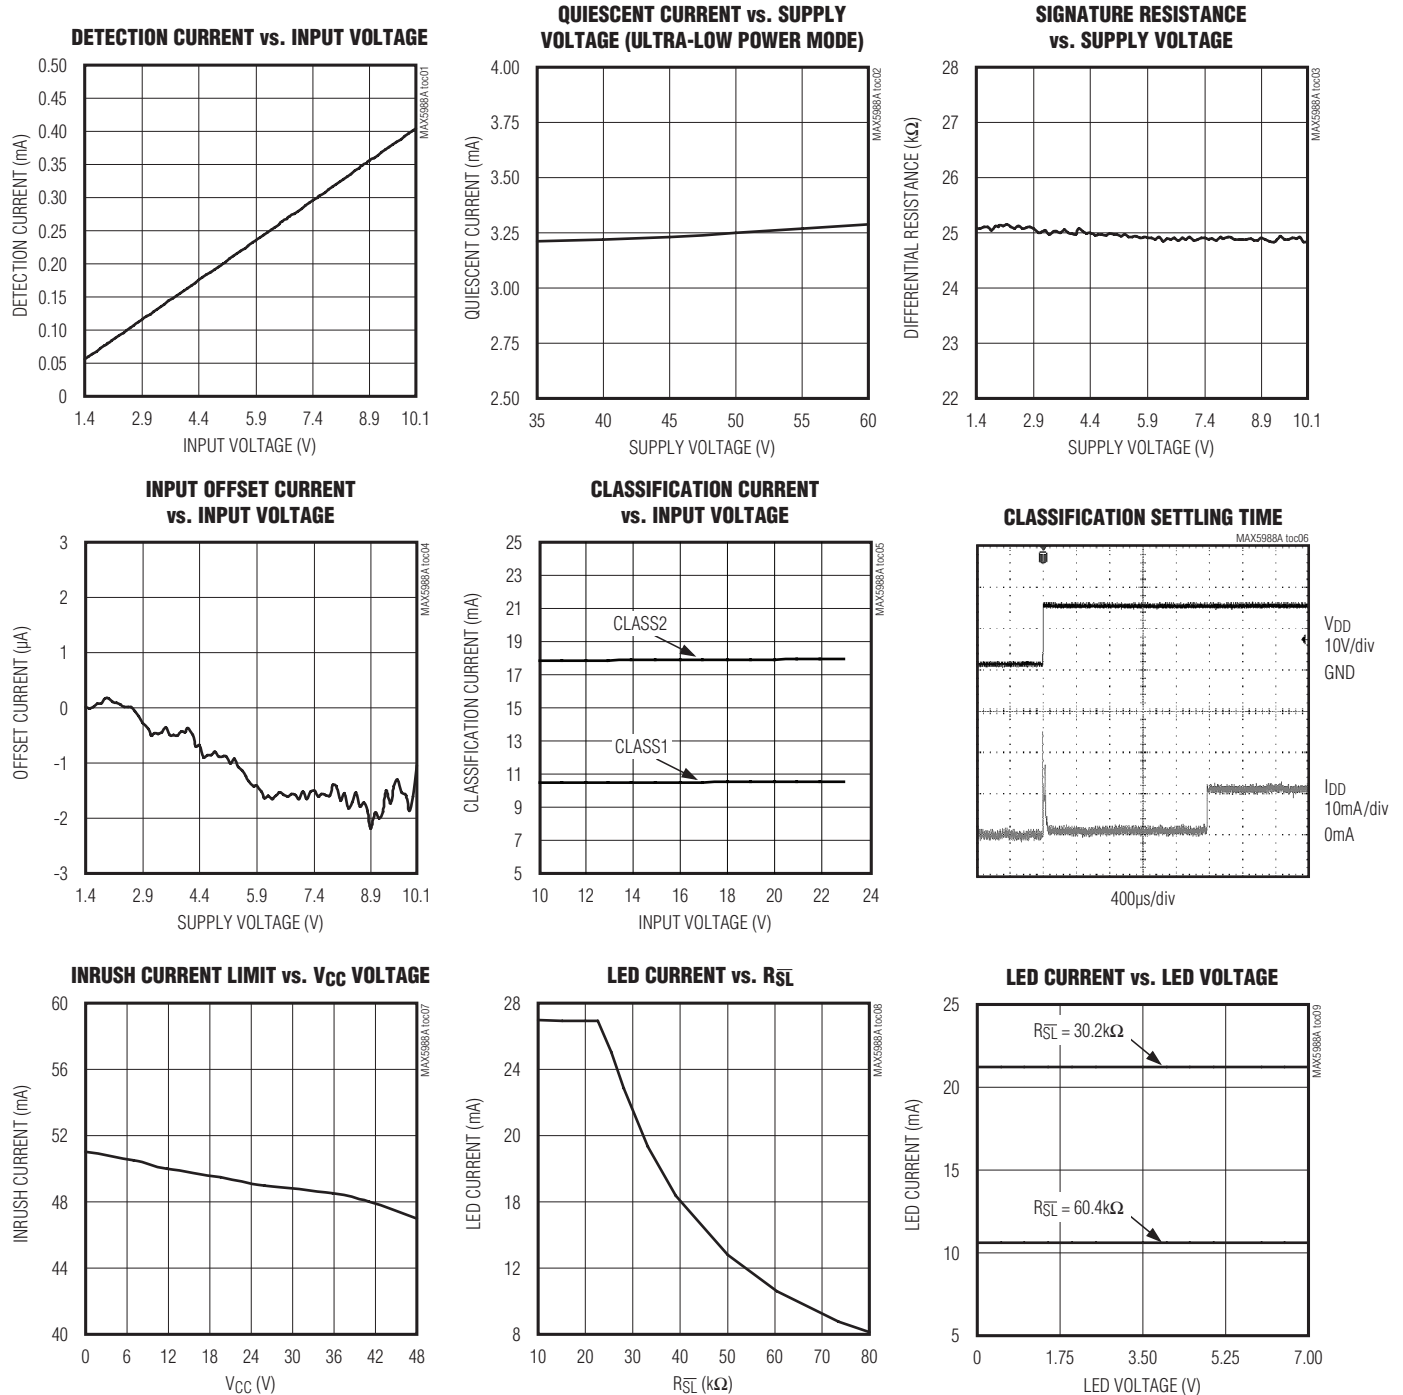 DETECTION CURRENT vs. INPUT VOLTAGE
MAX5988A toc01
DETECTION CURRENT (mA)
0.50
0.45
0.40
0.35
0.30
0.25
0.20
0.15
0.10
0.05
0
1.4 2.9 4.4 5.9 7.4 8.9 10.1
INPUT VOLTAGE (V)
QUIESCENT CURRENT vs. SUPPLY
VOLTAGE (ULTRA-LOW POWER MODE)
MAX5988A toc02
QUIESCENT CURRENT (mA)
4.00
3.75
3.50
3.25
3.00
2.75
2.50
35 40 45 50 55 60
SUPPLY VOLTAGE (V)
SIGNATURE RESISTANCE
vs. SUPPLY VOLTAGE
MAX5988A toc03
DIFFERENTIAL RESISTANCE (kΩ)
28
27
26
25
24
23
22
1.4 2.9 4.4 5.9 7.4 8.9 10.1
SUPPLY VOLTAGE (V)
INPUT OFFSET CURRENT
vs. INPUT VOLTAGE
MAX5988A toc04
OFFSET CURRENT (µA)
3
2
1
0
-1
-2
-3
1.4 2.9 4.4 5.9 7.4 8.9 10.1
SUPPLY VOLTAGE (V)
CLASSIFICATION CURRENT
vs. INPUT VOLTAGE
MAX5988A toc05
CLASSIFICATION CURRENT (mA)
25
23
21
19
17
15
13
11
9
7
5
CLASS2
CLASS1
10 12 14 16 18 20 22 24
INPUT VOLTAGE (V)
CLASSIFICATION SETTLING TIME
MAX5988A toc06
VDD
10V/div
GND
IDD
10mA/div
0mA
400µs/div
INRUSH CURRENT LIMIT vs. VCC VOLTAGE
MAX5988A toc07
INRUSH CURRENT (mA)
60
56
52
48
44
40
0 6 12 18 24 30 36 42 48
VCC (V)
LED CURRENT vs. RS̅L̅
MAX5988A toc08
LED CURRENT (mA)
28
24
20
18
12
8
10 20 30 40 50 60 70 80
RS̅L̅ (kΩ)
LED CURRENT vs. LED VOLTAGE
MAX5988A toc09
LED CURRENT (mA)
25
20
15
10
5
RS̅L̅ = 30.2kΩ
RS̅L̅ = 60.4kΩ
0 1.75 3.50 5.25 7.00
LED VOLTAGE (V)